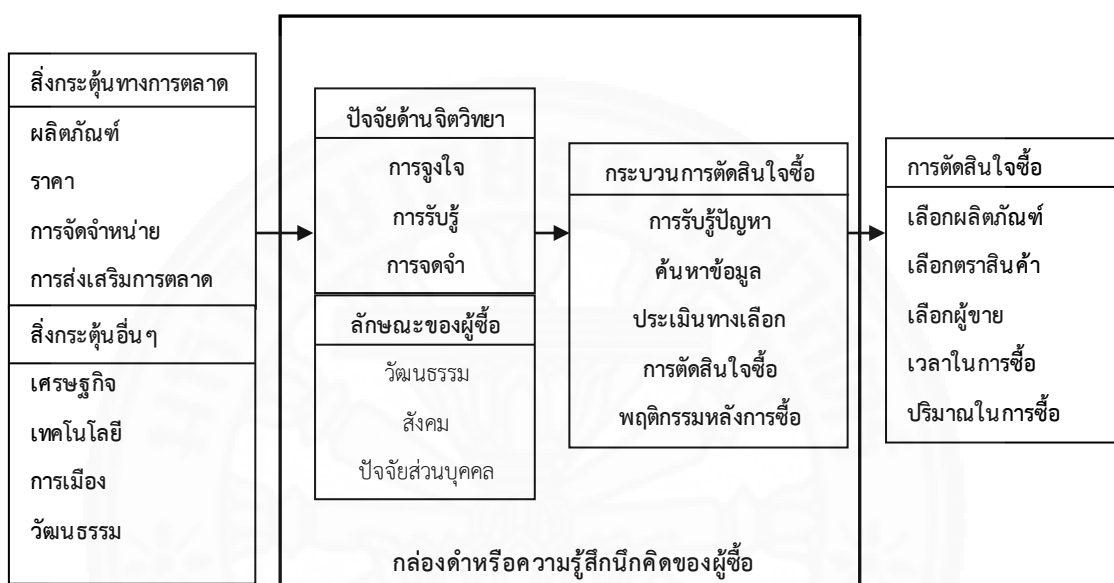 สิ่งกระตุ้นทางการตลาด
ผลิตภัณฑ์
ราคา
การจัดจำหน่าย
การส่งเสริมการตลาด
สิ่งกระตุ้นอื่นๆ
เศรษฐกิจ
เทคโนโลยี
การเมือง
วัฒนธรรม
ปัจจัยด้านจิตวิทยา
การจูงใจ
การรับรู้
การจดจำ
ลักษณะของผู้ซื้อ
วัฒนธรรม
สังคม
ปัจจัยส่วนบุคคล
กระบวนการตัดสินใจซื้อ
การรับรู้ปัญหา
ค้นหาข้อมูล
ประเมินทางเลือก
การตัดสินใจซื้อ
พฤติกรรมหลังการซื้อ
กล่องดำหรือความรู้สึกนึกคิดของผู้ซื้อ
การตัดสินใจซื้อ
เลือกผลิตภัณฑ์
เลือกตราสินค้า
เลือกผู้ขาย
เวลาในการซื้อ
ปริมาณในการซื้อ